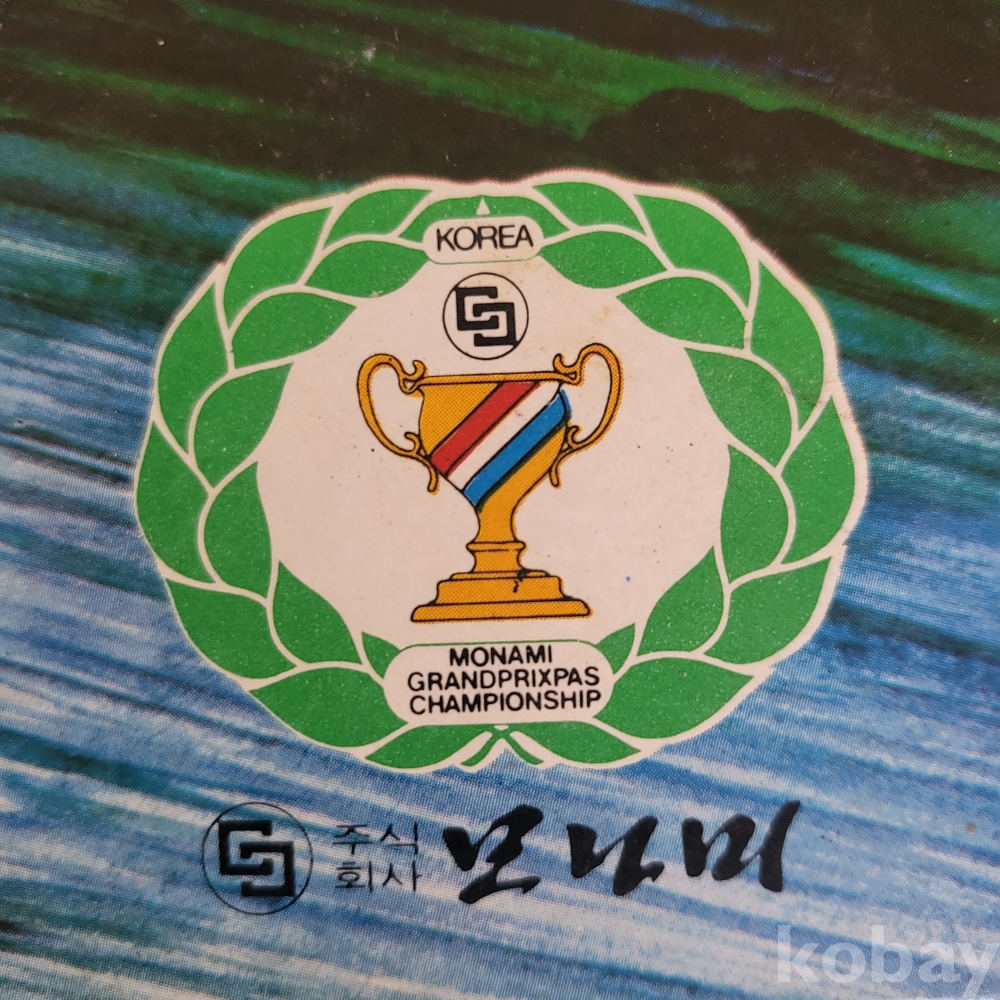 KOREA
MONAMI
GRANDPRIXPAS
CHAMPIONSHIP
주식
회사 모나미
kobay